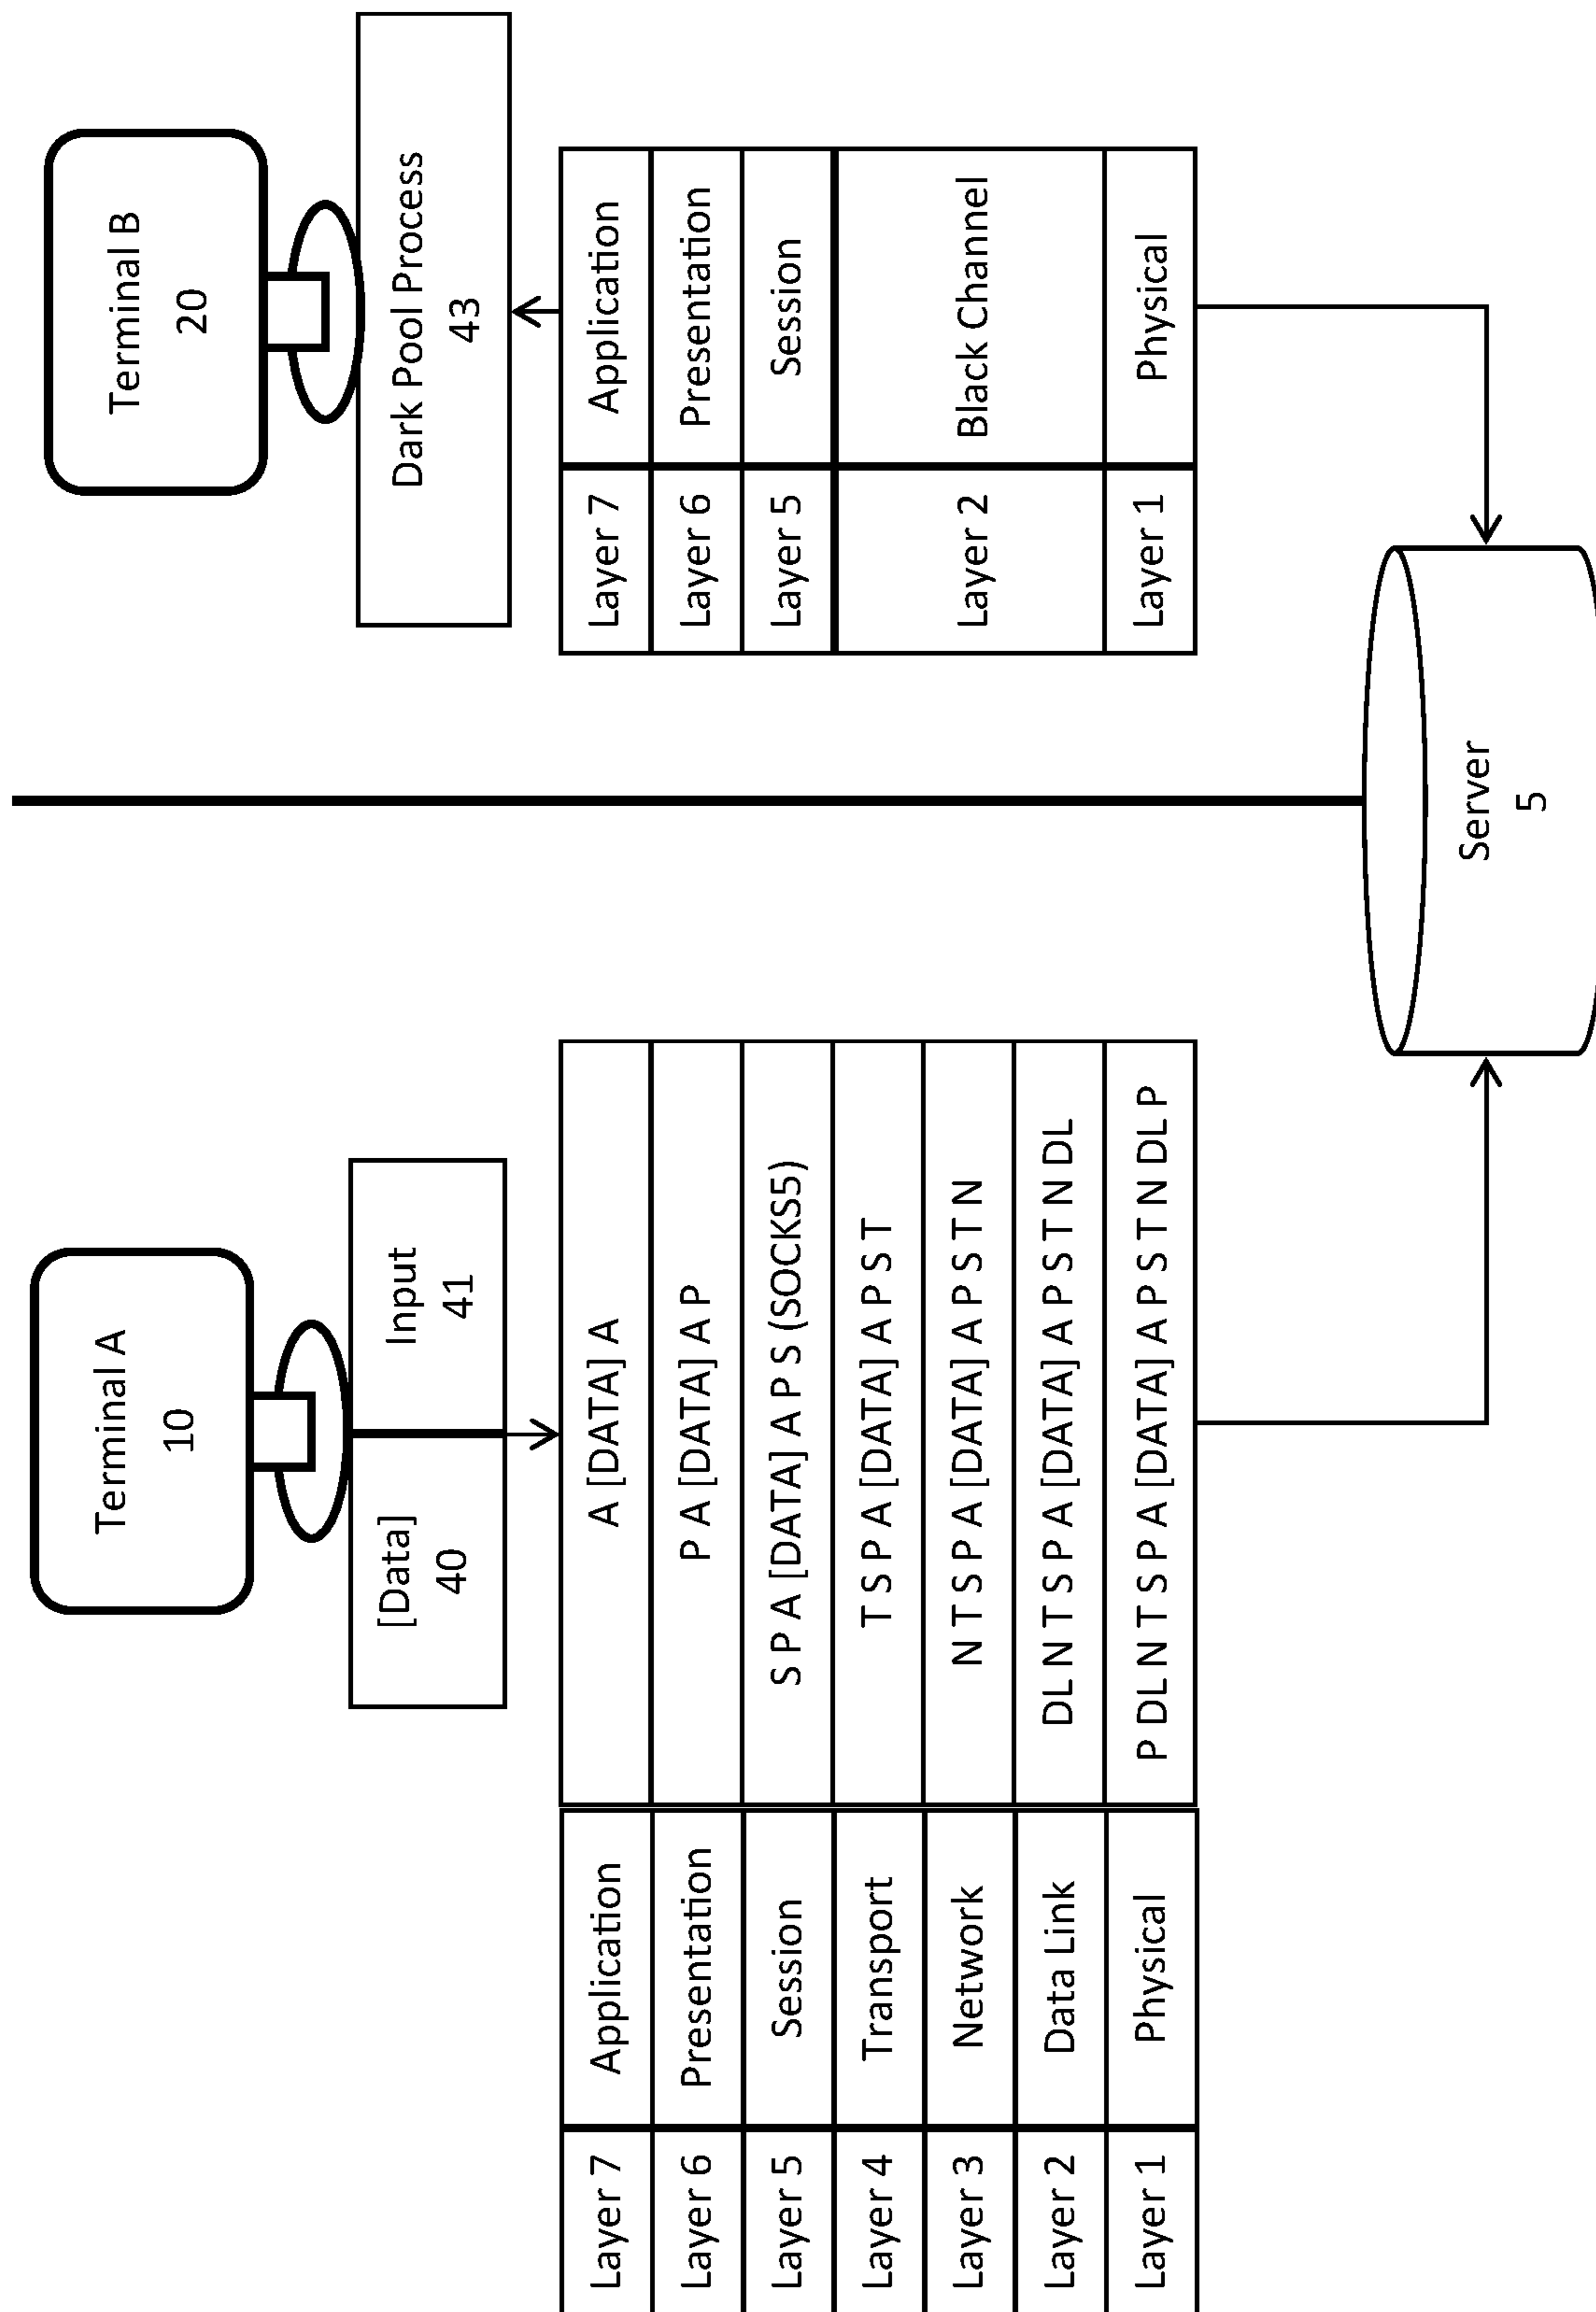 Terminal A
10
[Data]
40
Input
41
Layer 7 Application A [DATA] A
Layer 6 Presentation P A [DATA] A P
Layer 5 Session S P A [DATA] A P S (SOCKS5)
Layer 4 Transport T S P A [DATA] A P S T
Layer 3 Network N T S P A [DATA] A P S T N
Layer 2 Data Link DL N T S P A [DATA] A P S T N DL
Layer 1 Physical P DL N T S P A [DATA] A P S T N DL P
Server
5
Terminal B
20
Dark Pool Process
43
Layer 7 Application
Layer 6 Presentation
Layer 5 Session
Layer 2 Black Channel
Layer 1 Physical